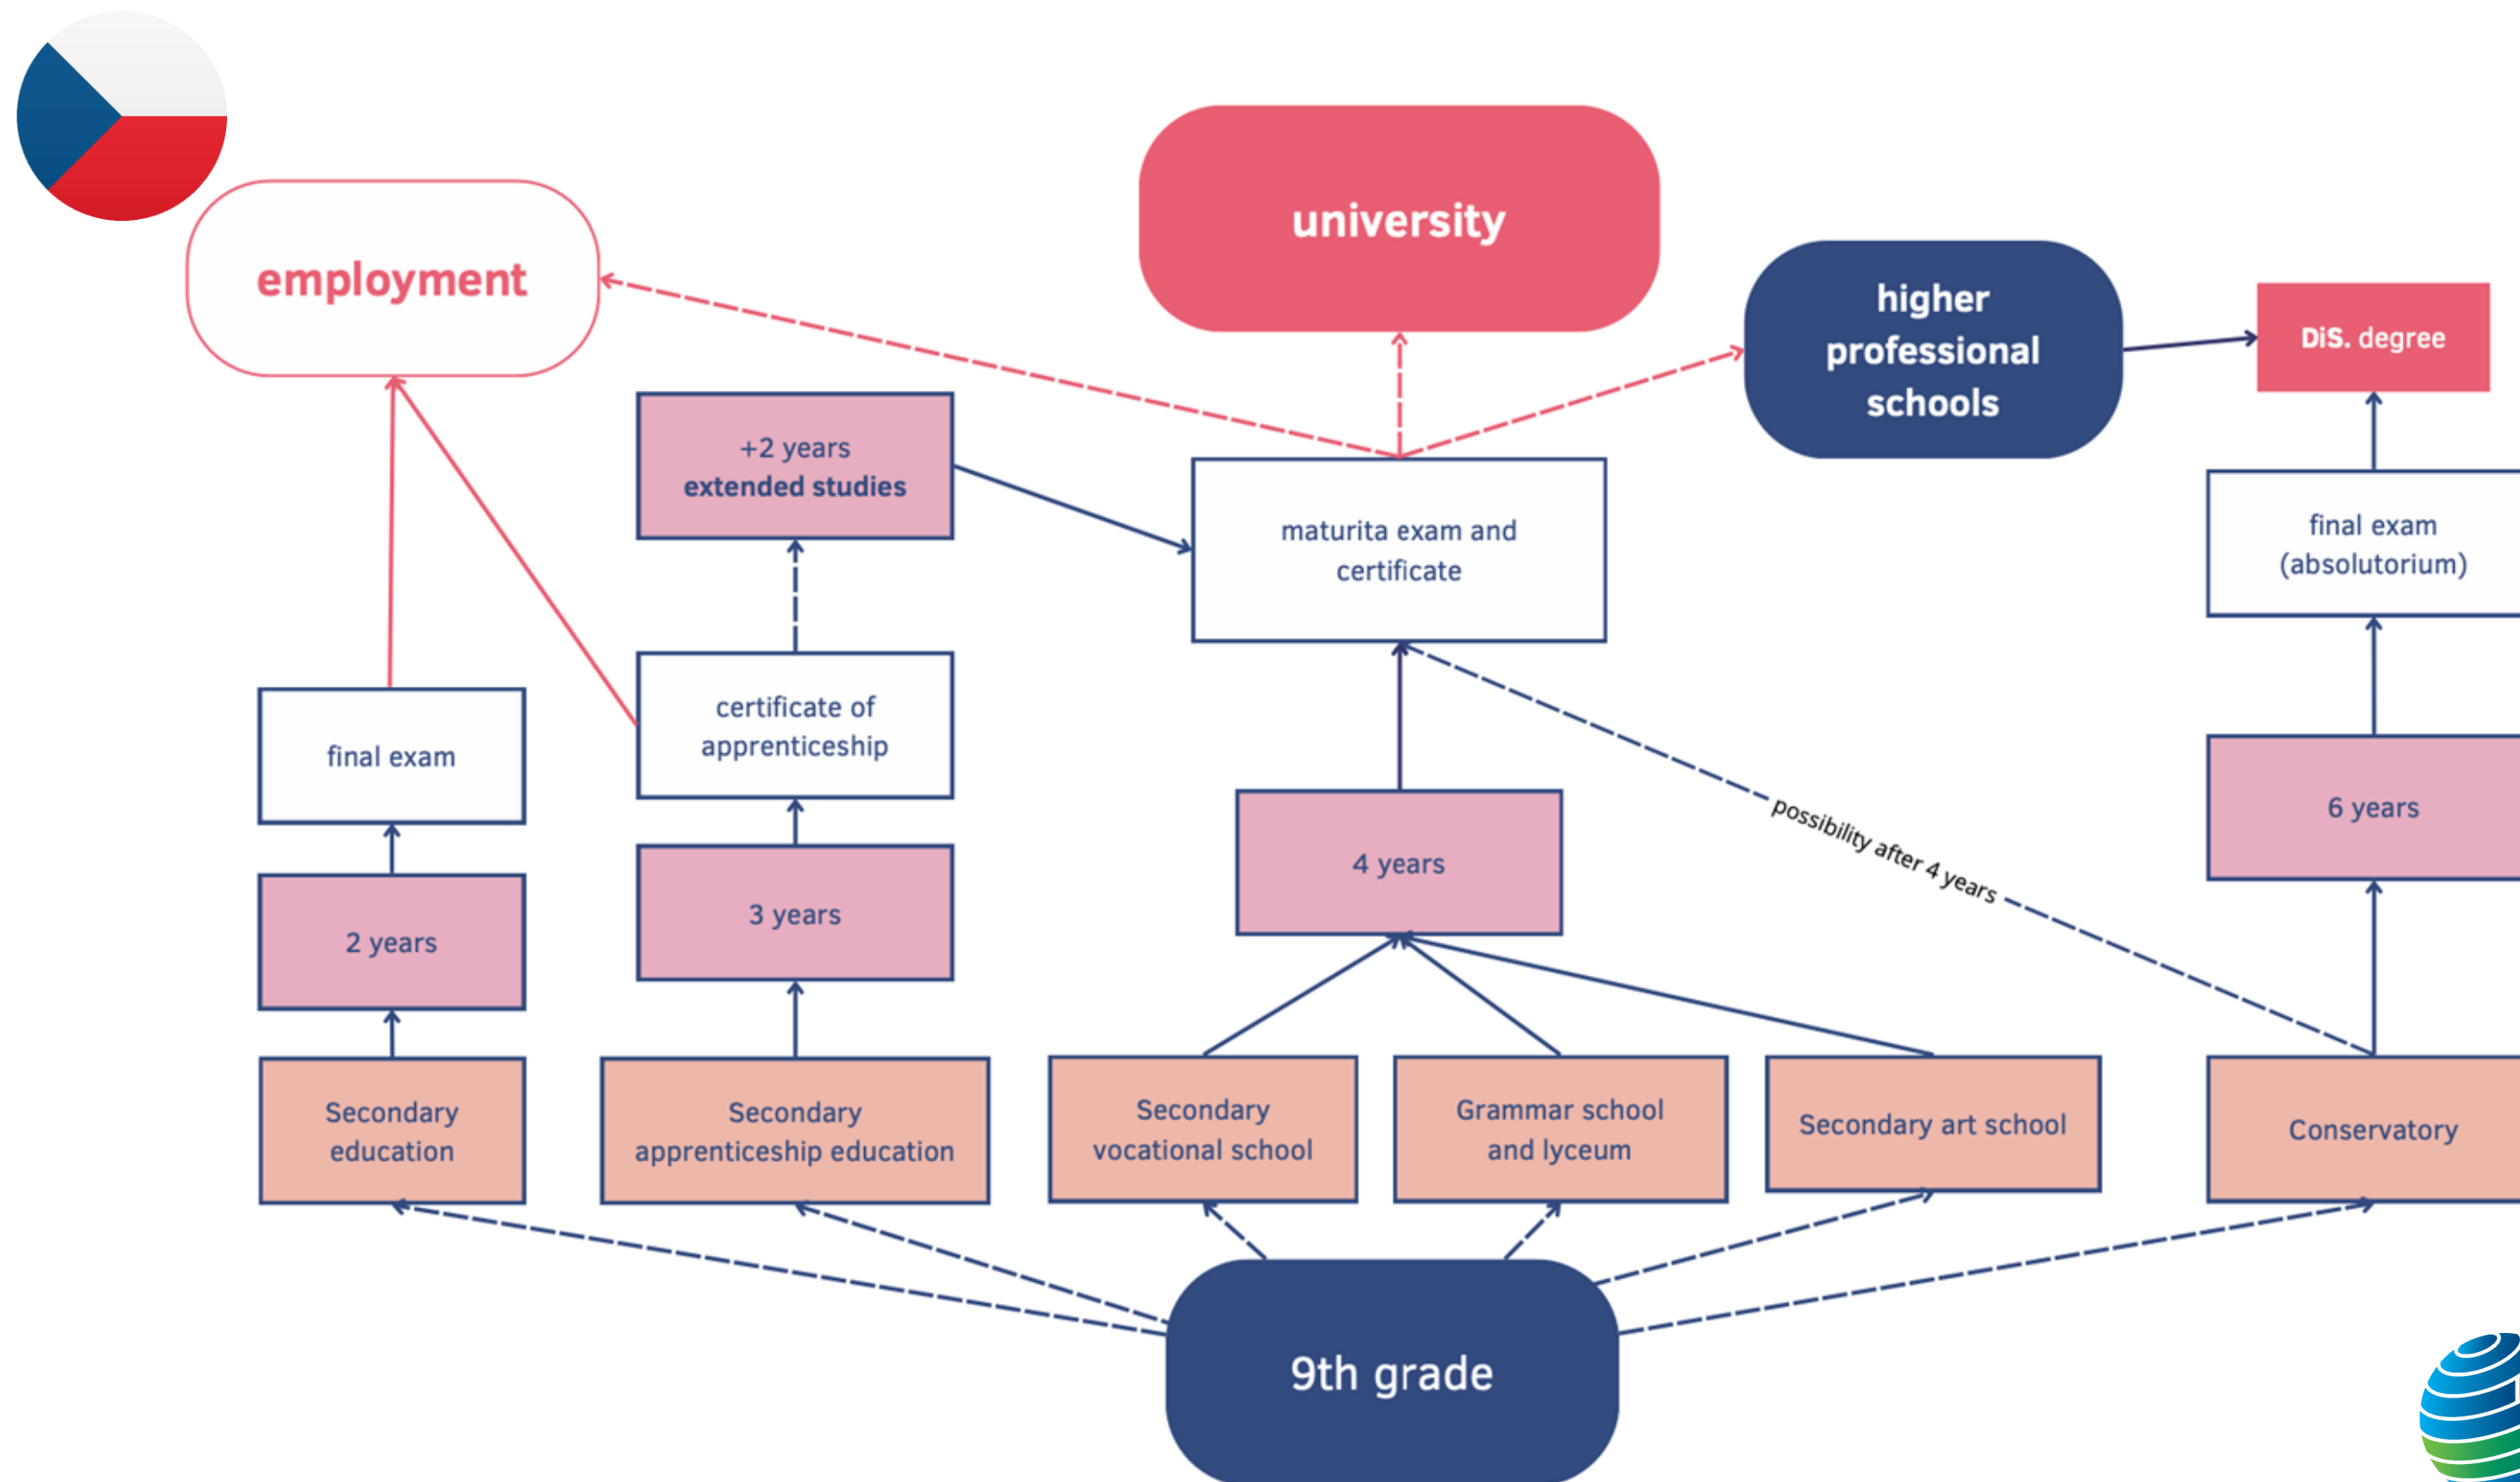 university
employment
higher
professional
schools
DiS. degree
+2 years
extended studies
maturita exam and
certificate
final exam
(absolutorium)
certificate of
apprenticeship
final exam
possibility after 4 years
6 years
4 years
3 years
2 years
Secondary
education
Secondary
apprenticeship education
Secondary
vocational school
Grammar school
and lyceum
Secondary art school
Conservatory
9th grade